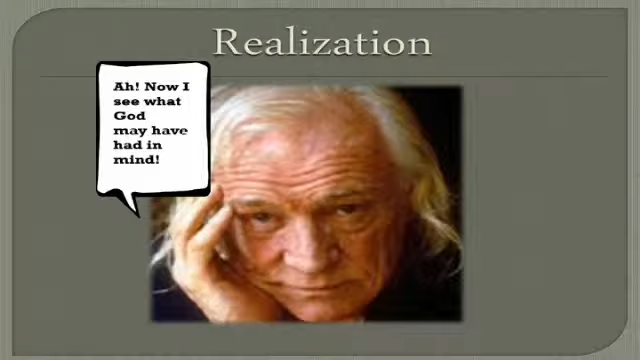 Realization
Ah! Now I
see what
God
may have
had in
mind!